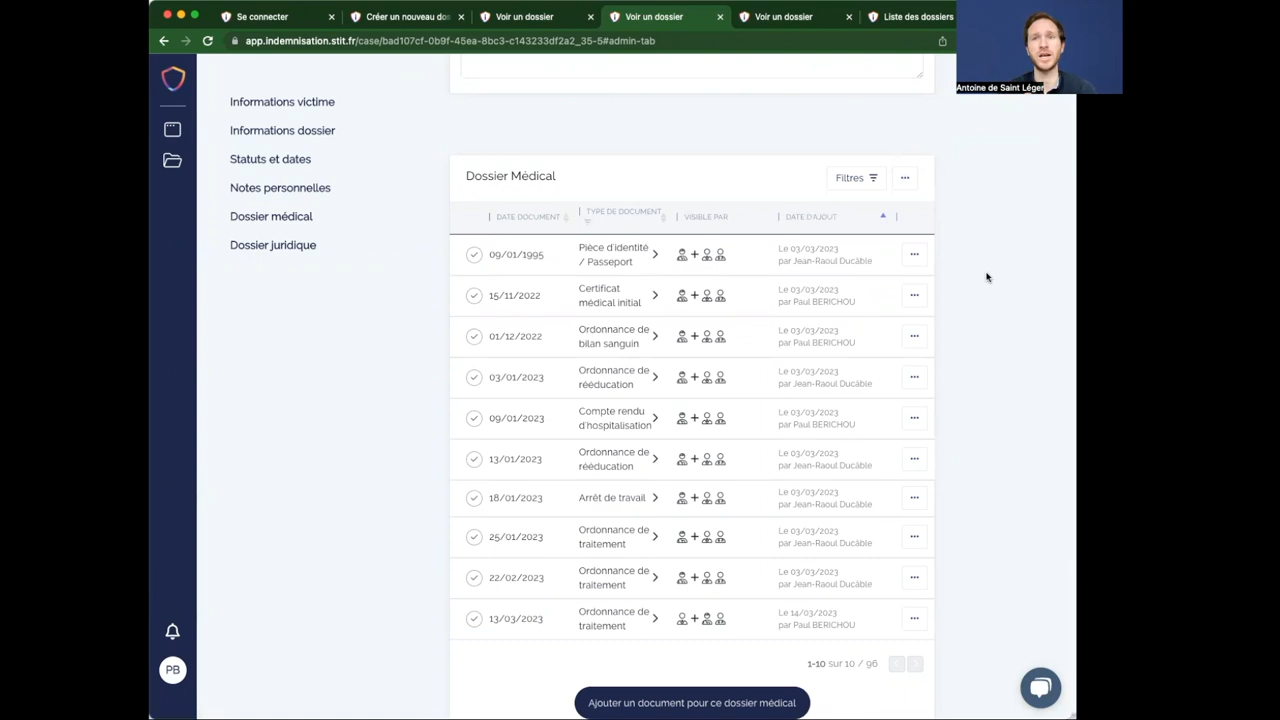 Se connecter
Créer un nouveau dos
Voir un dossier
Voir un dossier
Voir un dossier
Liste des dossiers
app.indemnisation.stit.fr/case/bad107cf-0b9f-45ea-8bc3-c143233df2a2_35-5#admin-tab
Antoine de Saint Léger
Informations victime
Informations dossier
Statuts et dates
Notes personnelles
Dossier médical
Dossier juridique
Dossier Médical
Filtres
DATE DOCUMENT
TYPE DE DOCUMENT
VISIBLE PAR
DATE D'AJOUT
09/01/1995
Pièce d'identité
/ Passeport
Le 03/03/2023
par Jean-Raoul Ducâble
15/11/2022
Certificat
médical initial
Le 03/03/2023
par Paul BERICHOU
01/12/2022
Ordonnance de
bilan sanguin
Le 03/03/2023
par Paul BERICHOU
03/01/2023
Ordonnance de
rééducation
Le 03/03/2023
par Jean-Raoul Ducâble
09/01/2023
Compte rendu
d'hospitalisation
Le 03/03/2023
par Paul BERICHOU
13/01/2023
Ordonnance de
rééducation
Le 03/03/2023
par Jean-Raoul Ducâble
18/01/2023
Arrêt de travail
Le 03/03/2023
par Jean-Raoul Ducâble
25/01/2023
Ordonnance de
traitement
Le 03/03/2023
par Jean-Raoul Ducâble
22/02/2023
Ordonnance de
traitement
Le 03/03/2023
par Jean-Raoul Ducâble
13/03/2023
Ordonnance de
traitement
Le 14/03/2023
par Paul BERICHOU
1-10 sur 10 / 96
Ajouter un document pour ce dossier médical
PB